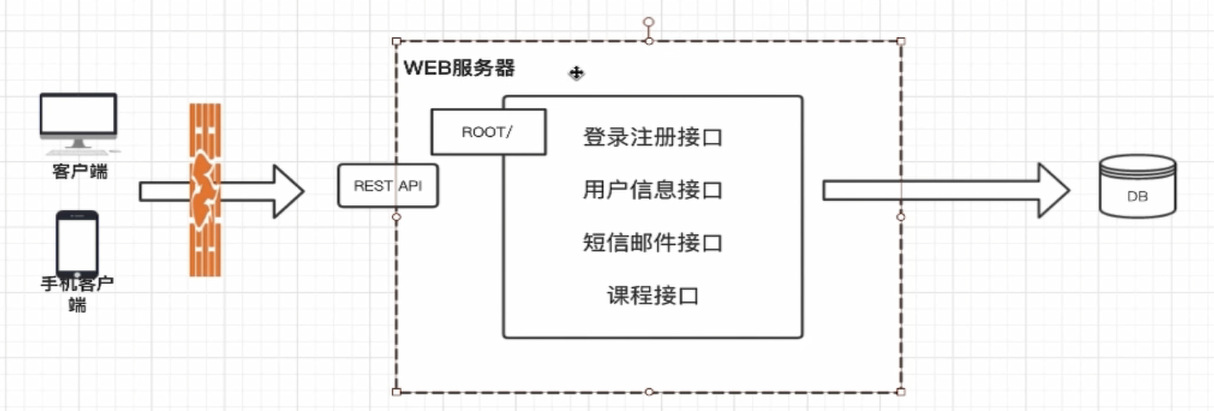 WEB服务器
ROOT/
登录注册接口
客户端
REST API
用户信息接口
DB
短信邮件接口
手机客户
端
课程接口